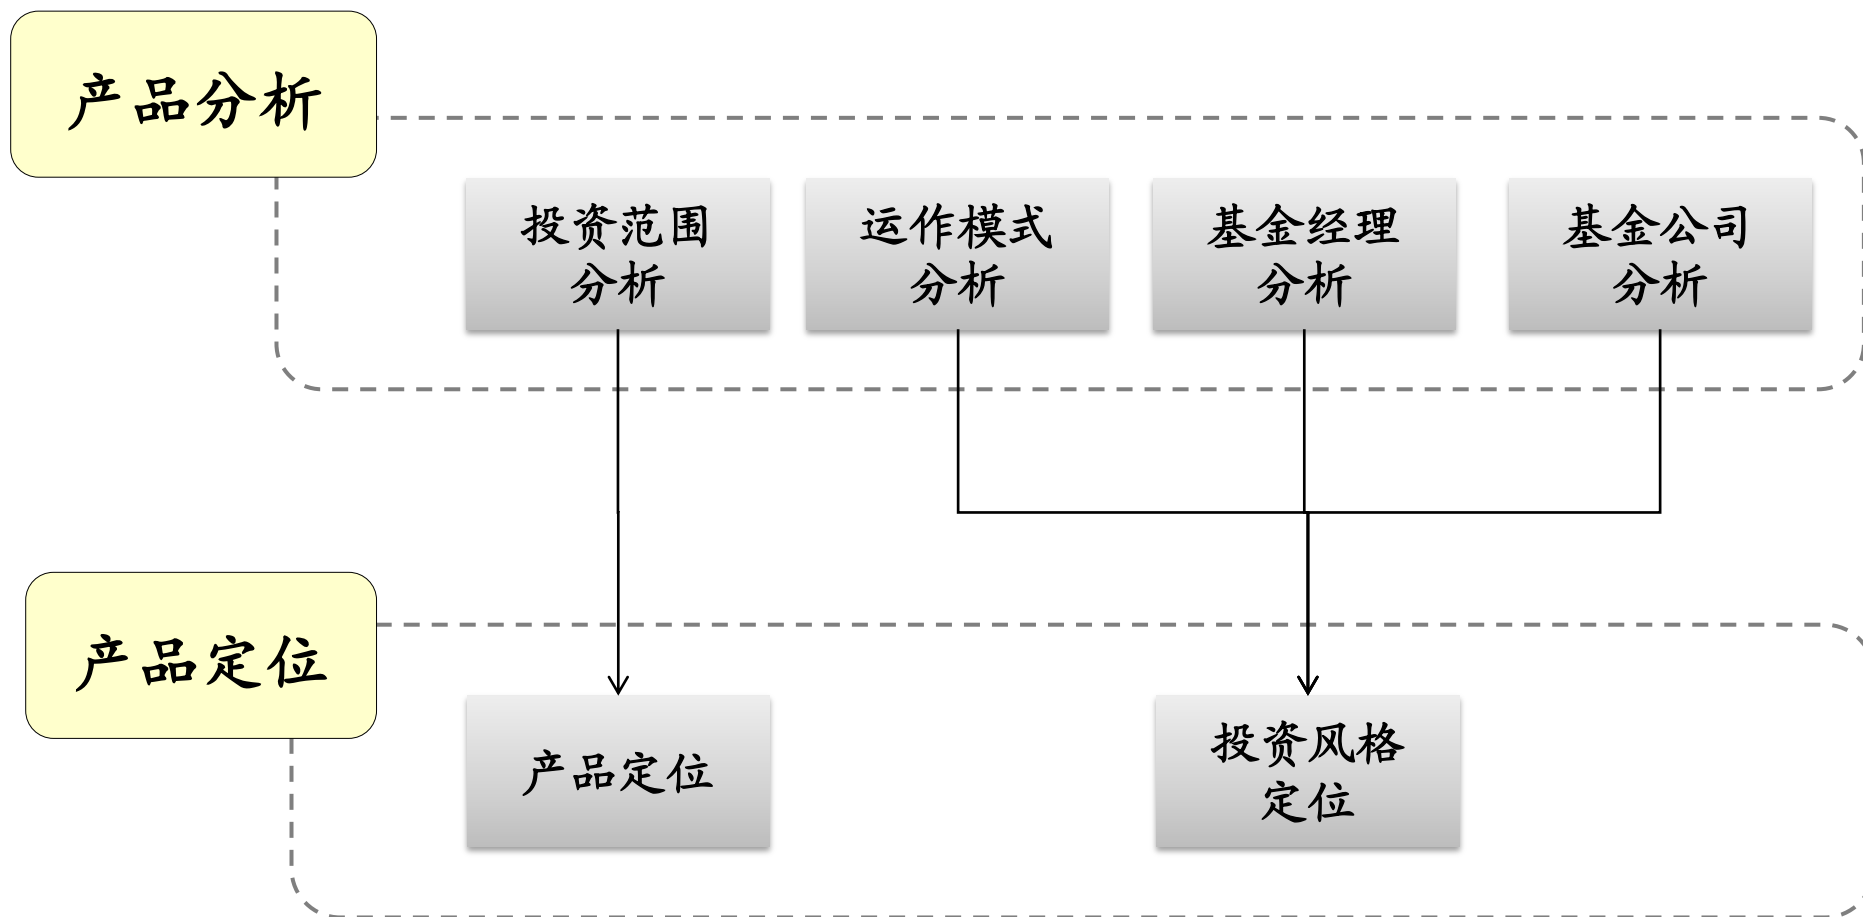 产品分析
投资范围
分析
运作模式
分析
基金经理
分析
基金公司
分析
产品定位
产品定位
投资风格
定位